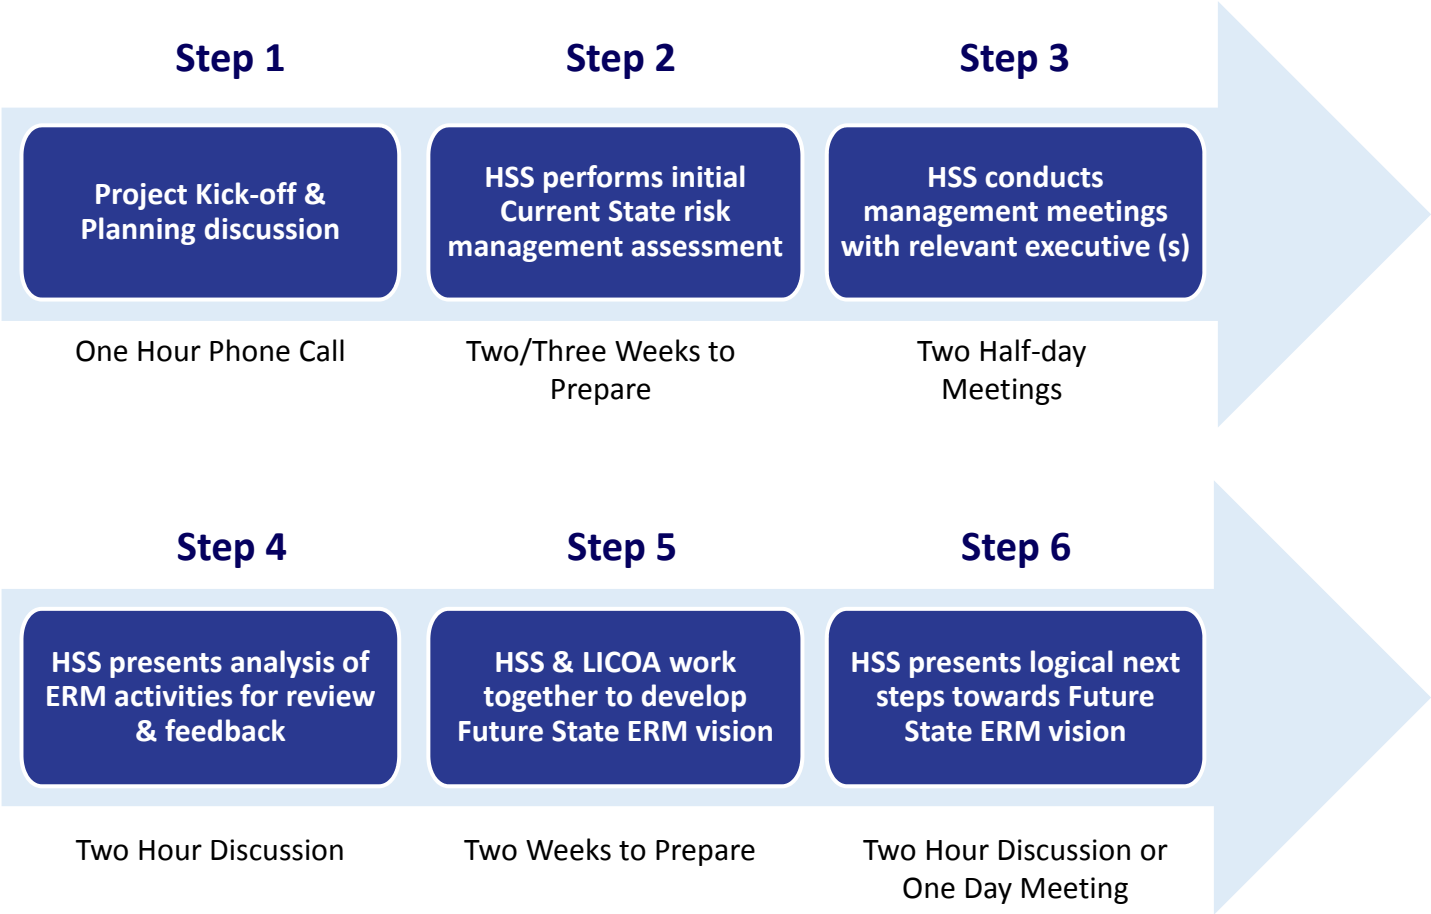 Step 1
Step 2
Step 3
Project Kick-off &
Planning discussion
HSS performs initial
Current State risk
management assessment
HSS conducts
management meetings
with relevant executive (s)
One Hour Phone Call
Two/Three Weeks to
Prepare
Two Half-day
Meetings
Step 4
Step 5
Step 6
HSS presents analysis of
ERM activities for review
& feedback
HSS & LICOA work
together to develop
Future State ERM vision
HSS presents logical next
steps towards Future
State ERM vision
Two Hour Discussion
Two Weeks to Prepare
Two Hour Discussion or
One Day Meeting